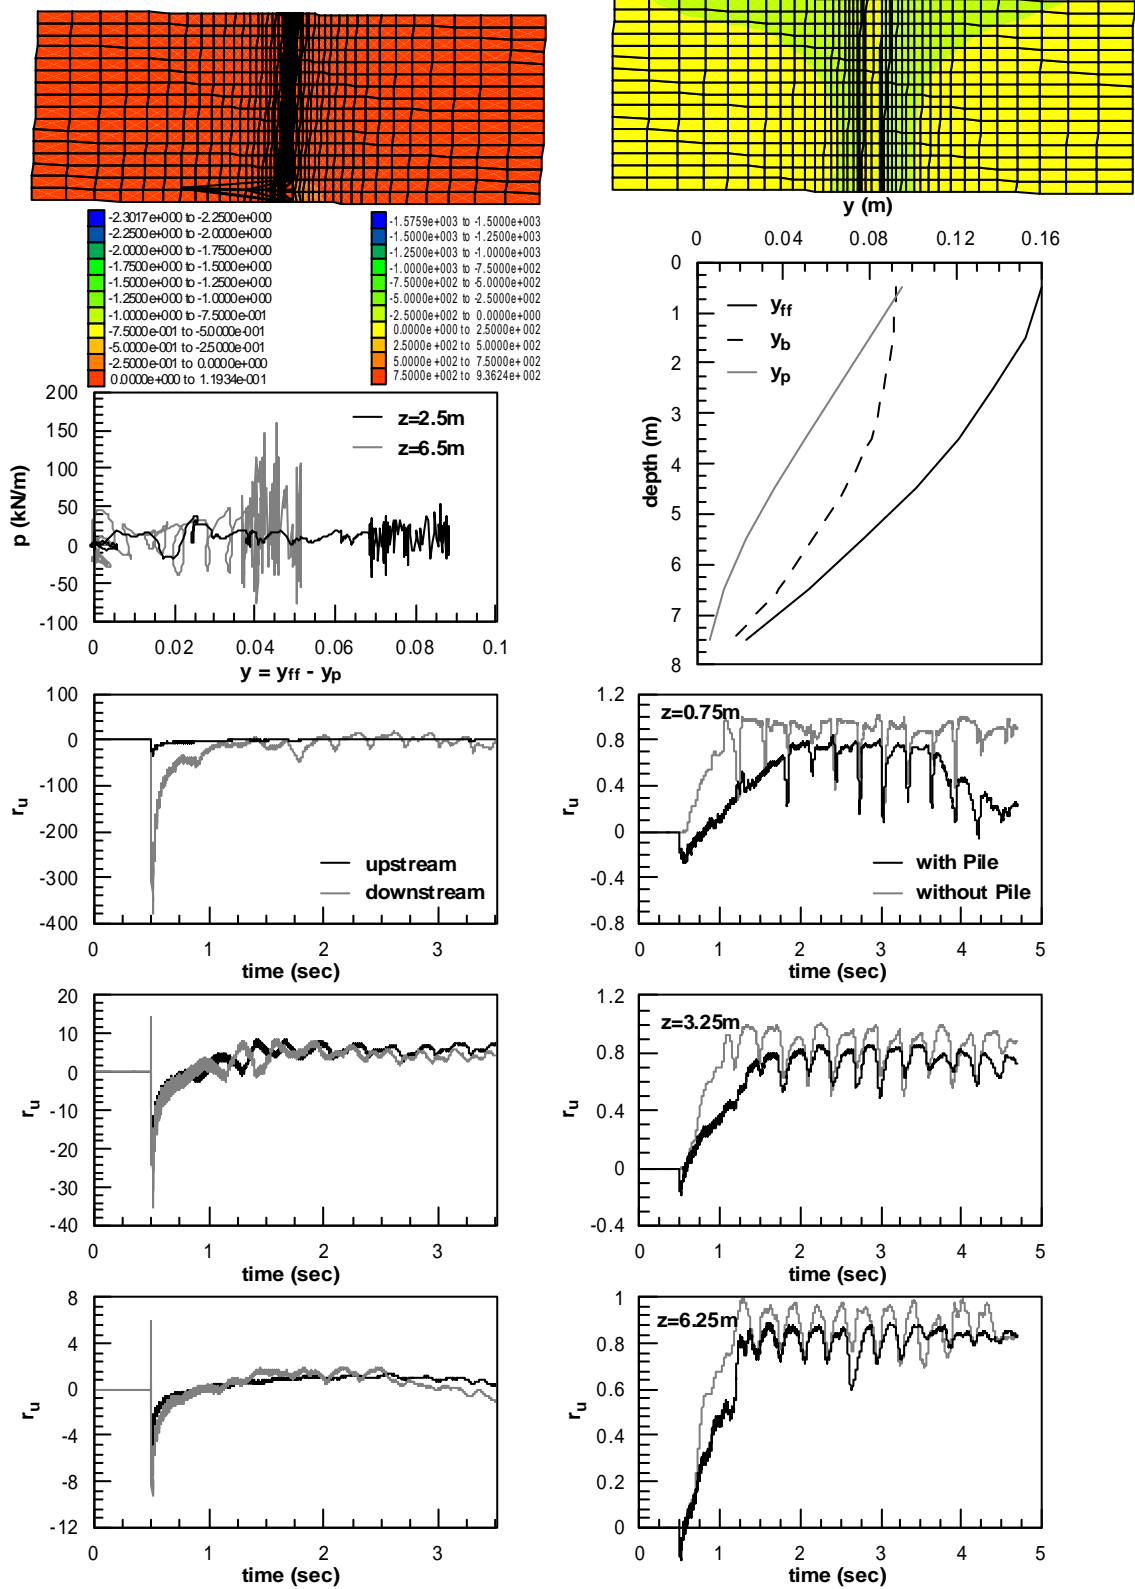 -2.3017e+000 to -2.2500e+000
-2.2500e+000 to -2.0000e+000
-2.0000e+000 to -1.7500e+000
-1.7500e+000 to -1.5000e+000
-1.5000e+000 to -1.2500e+000
-1.2500e+000 to -1.0000e+000
-1.0000e+000 to -7.5000e-001
-7.5000e-001 to -5.0000e-001
-5.0000e-001 to -2.5000e-001
-2.5000e-001 to 0.0000e+000
0.0000e+000 to 1.1934e-001
-1.5759e+003 to -1.5000e+003
-1.5000e+003 to -1.2500e+003
-1.2500e+003 to -1.0000e+003
-1.0000e+003 to -7.5000e+002
-7.5000e+002 to -5.0000e+002
-5.0000e+002 to -2.5000e+002
-2.5000e+002 to 0.0000e+000
0.0000e+000 to 2.5000e+002
2.5000e+002 to 5.0000e+002
5.0000e+002 to 7.5000e+002
7.5000e+002 to 9.3624e+002
y (m)
0 0.04 0.08 0.12 0.16
0
1
2
3
4
5
6
7
8
depth (m)
yff
yb
yp
200
150
100
50
0
-50
-100
p (kN/m)
z=2.5m
z=6.5m
0 0.02 0.04 0.06 0.08 0.1
y = yff - yp
100
0
-100
-200
-300
-400
ru
upstream
downstream
0 1 2 3
time (sec)
1.2
0.8
0.4
0
-0.4
-0.8
ru
z=0.75m
with Pile
without Pile
0 1 2 3 4 5
time (sec)
20
10
0
-10
-20
-30
-40
ru
0 1 2 3
time (sec)
1.2
0.8
0.4
0
-0.4
ru
z=3.25m
0 1 2 3 4 5
time (sec)
8
4
0
-4
-8
-12
ru
0 1 2 3
time (sec)
1
0.8
0.6
0.4
0.2
0
ru
z=6.25m
0 1 2 3 4 5
time (sec)